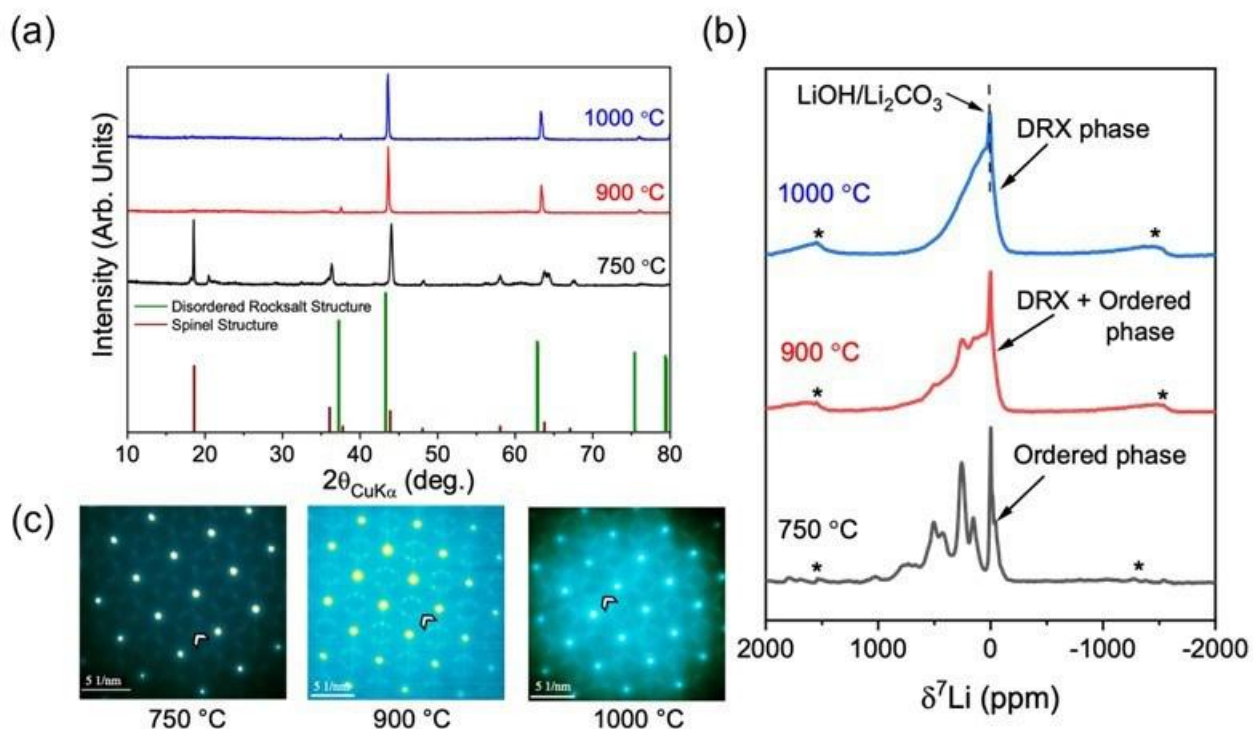 (a)
Intensity (Arb. Units)
1000 °C
900 °C
750 °C
Disordered Rocksalt Structure
Spinel Structure
10 20 30 40 50 60 70 80
2θCuKα (deg.)
(b)
LiOH/Li₂CO₃
DRX phase
1000 °C
* *
DRX + Ordered
phase
900 °C
* *
Ordered phase
750 °C
* *
2000 1000 0 -1000 -2000
δ⁷Li (ppm)
(c)
5 1/nm
750 °C
5 1/nm
900 °C
5 1/nm
1000 °C